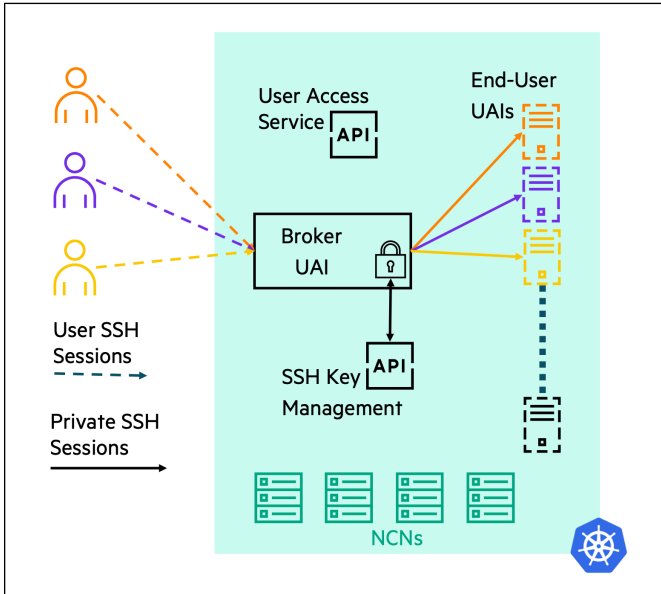 End-User
UAIs
User Access
Service
API
Broker
UAI
User SSH
Sessions
API
SSH Key
Management
Private SSH
Sessions
NCNs